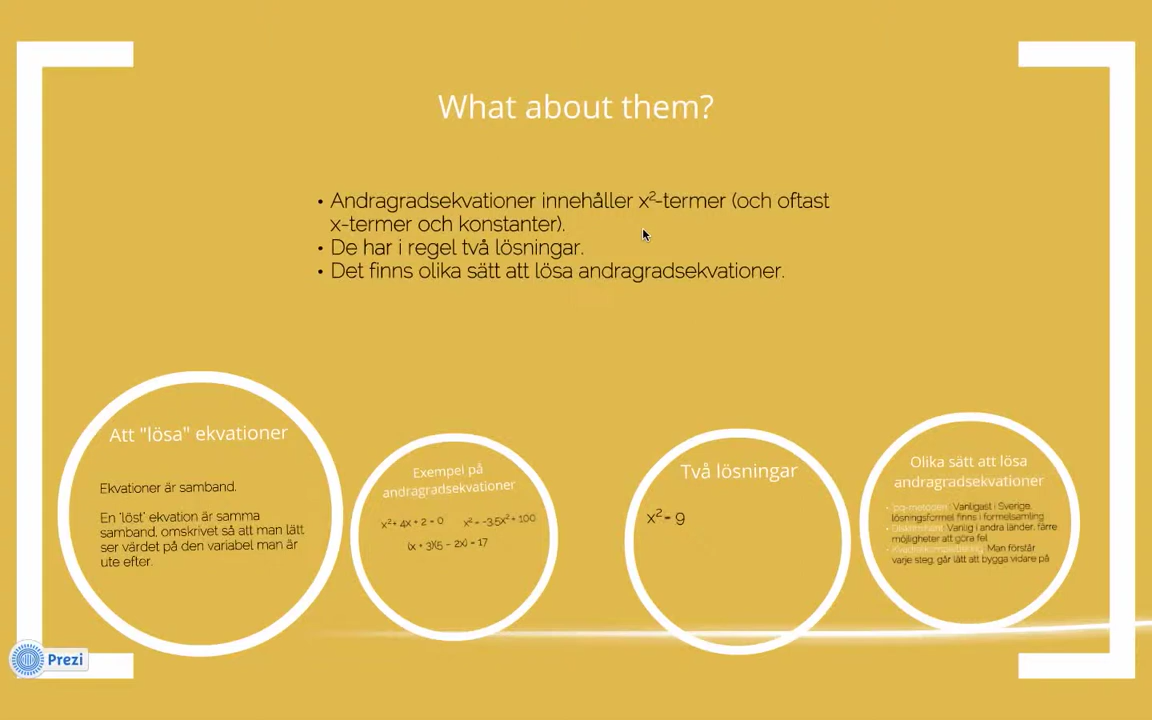 What about them?
• Andragradsekvationer innehåller x²-termer (och oftast
x-termer och konstanter).
• De har i regel två lösningar.
• Det finns olika sätt att lösa andragradsekvationer.
Att "lösa" ekvationer
Ekvationer är samband.
En "löst" ekvation är samma
samband, omskrivet så att man lätt
ser värdet på den variabel man är
ute efter.
Exempel på
andragradsekvationer
x² + 4x + 2 = 0 x² = -3.5x² + 100
(x + 3)(5 - 2x) = 17
Två lösningar
x² = 9
Olika sätt att lösa
andragradsekvationer
• pq-metoden: Vanligast i Sverige,
lösningsformel finns i formelsamling
Vanlig i andra länder, färre
möjligheter att göra fel
• Kvadratkomplettering: Man förstår
varje steg, går lätt att bygga vidare på
Prezi